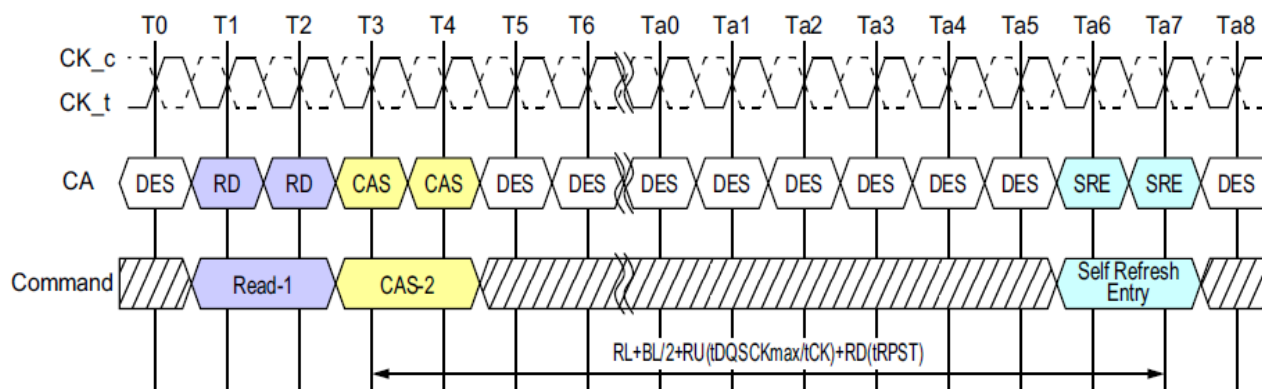 T0 T1 T2 T3 T4 T5 T6 Ta0 Ta1 Ta2 Ta3 Ta4 Ta5 Ta6 Ta7 Ta8
CK_c
CK_t
CA DES RD RD CAS CAS DES DES DES DES DES DES DES DES SRE SRE DES
Command Read-1 CAS-2 Self Refresh
Entry
RL+BL/2+RU(tDQSCKmax/tCK)+RD(tRPST)